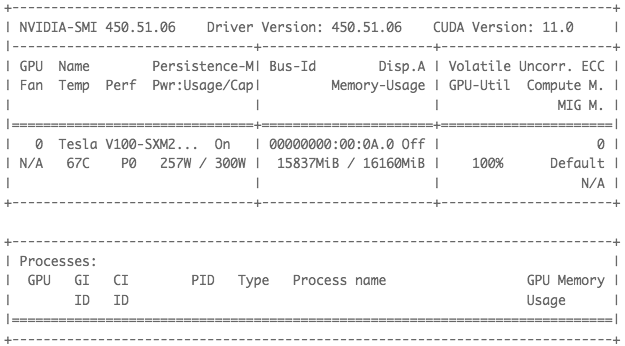 +-----------------------------------------------------------------------------+
| NVIDIA-SMI 450.51.06    Driver Version: 450.51.06    CUDA Version: 11.0     |
|-------------------------------+----------------------+----------------------+
| GPU  Name        Persistence-M| Bus-Id        Disp.A | Volatile Uncorr. ECC |
| Fan  Temp  Perf  Pwr:Usage/Cap|         Memory-Usage | GPU-Util  Compute M. |
|                               |                      |               MIG M. |
|===============================+======================+======================|
|   0  Tesla V100-SXM2...  On   | 00000000:00:0A.0 Off |                    0 |
| N/A   67C    P0   257W / 300W |  15837MiB / 16160MiB |    100%      Default |
|                               |                      |                  N/A |
+-------------------------------+----------------------+----------------------+

+-----------------------------------------------------------------------------+
| Processes:                                                                  |
|  GPU   GI   CI        PID   Type   Process name                  GPU Memory |
|        ID   ID                                                   Usage      |
|=============================================================================|
+-----------------------------------------------------------------------------+